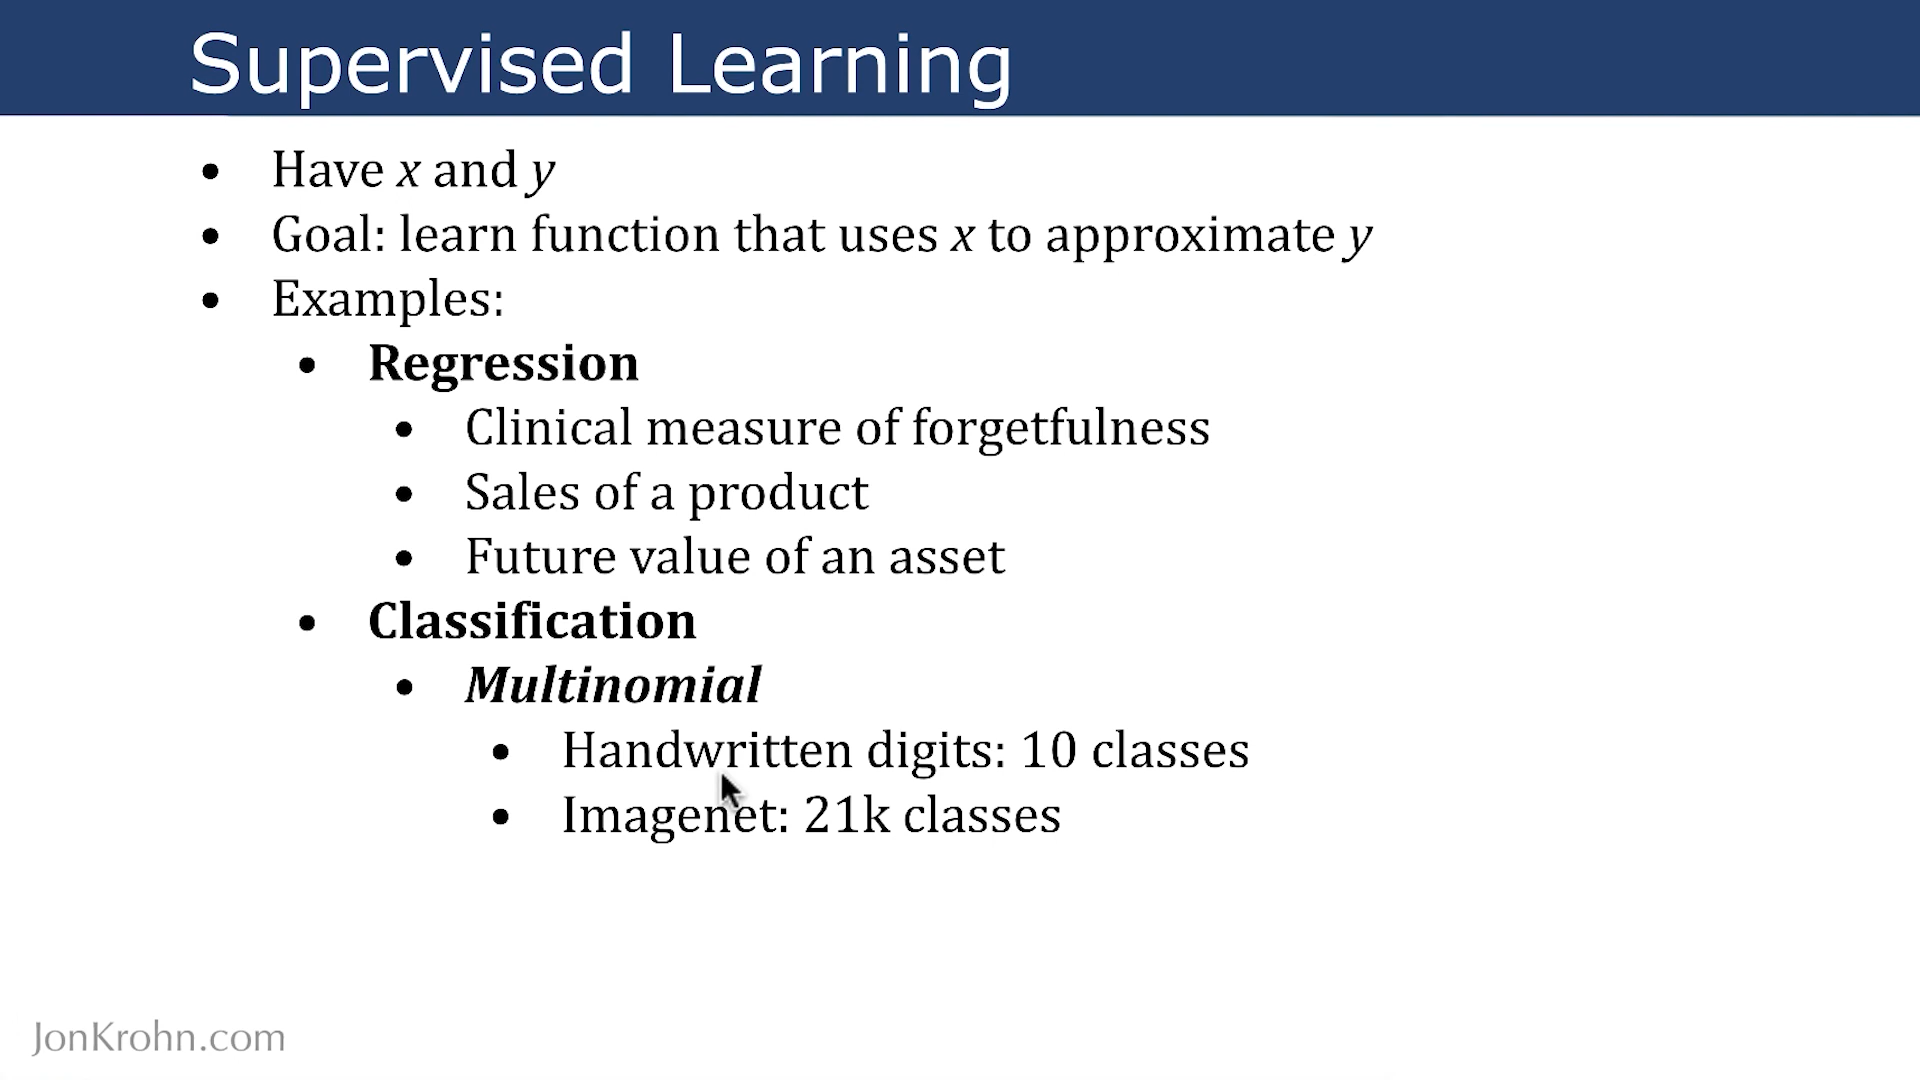 Supervised Learning
• Have x and y
• Goal: learn function that uses x to approximate y
• Examples:
• Regression
• Clinical measure of forgetfulness
• Sales of a product
• Future value of an asset
• Classification
• Multinomial
• Handwritten digits: 10 classes
• Imagenet: 21k classes
JonKrohn.com